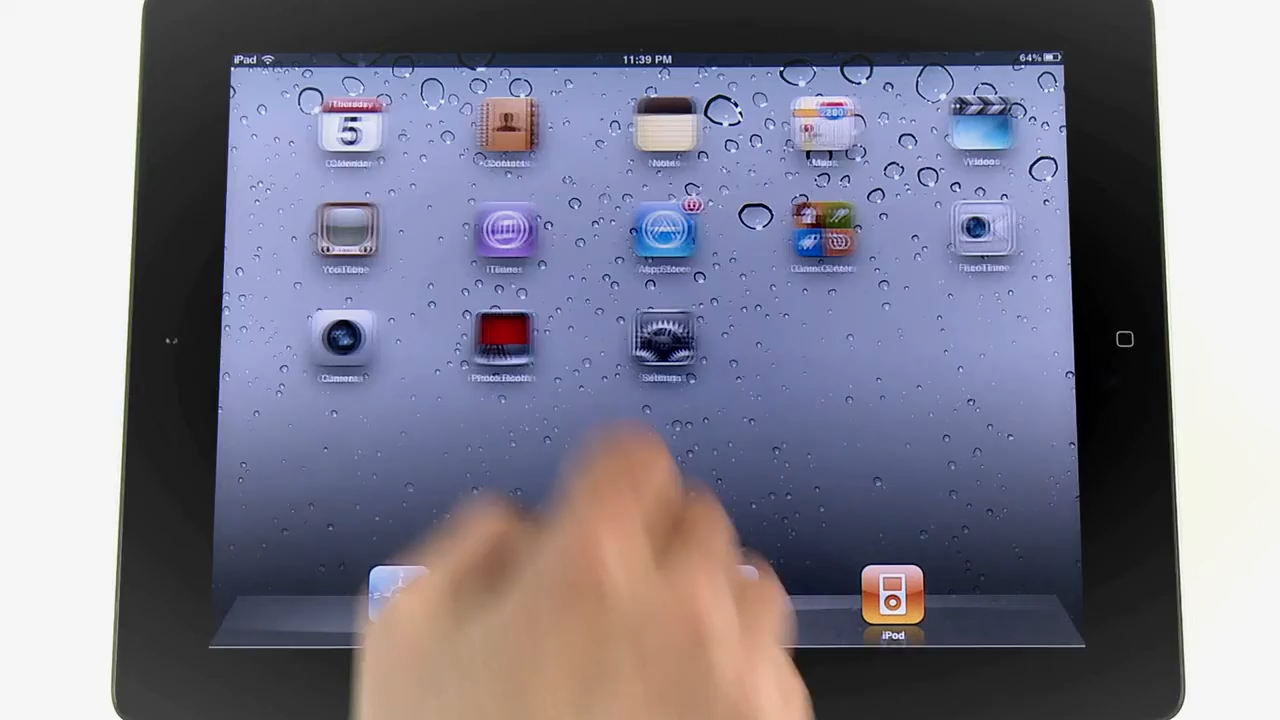 iPad 11:39 PM 64%
Thursday
5
Calendar Contacts Notes Maps Videos
280
YouTube iTunes App Store Game Center FaceTime
Camera Photo Booth Settings
iPod